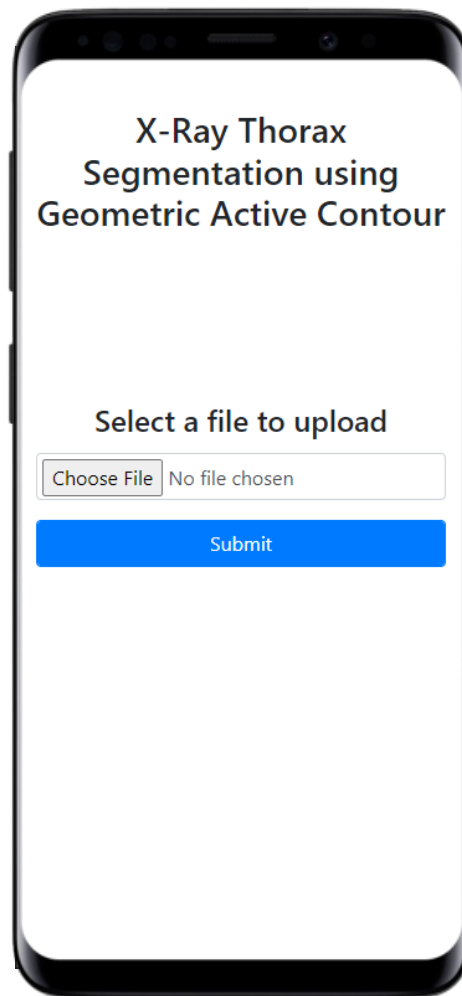 X-Ray Thorax
Segmentation using
Geometric Active Contour
Select a file to upload
Choose File No file chosen
Submit